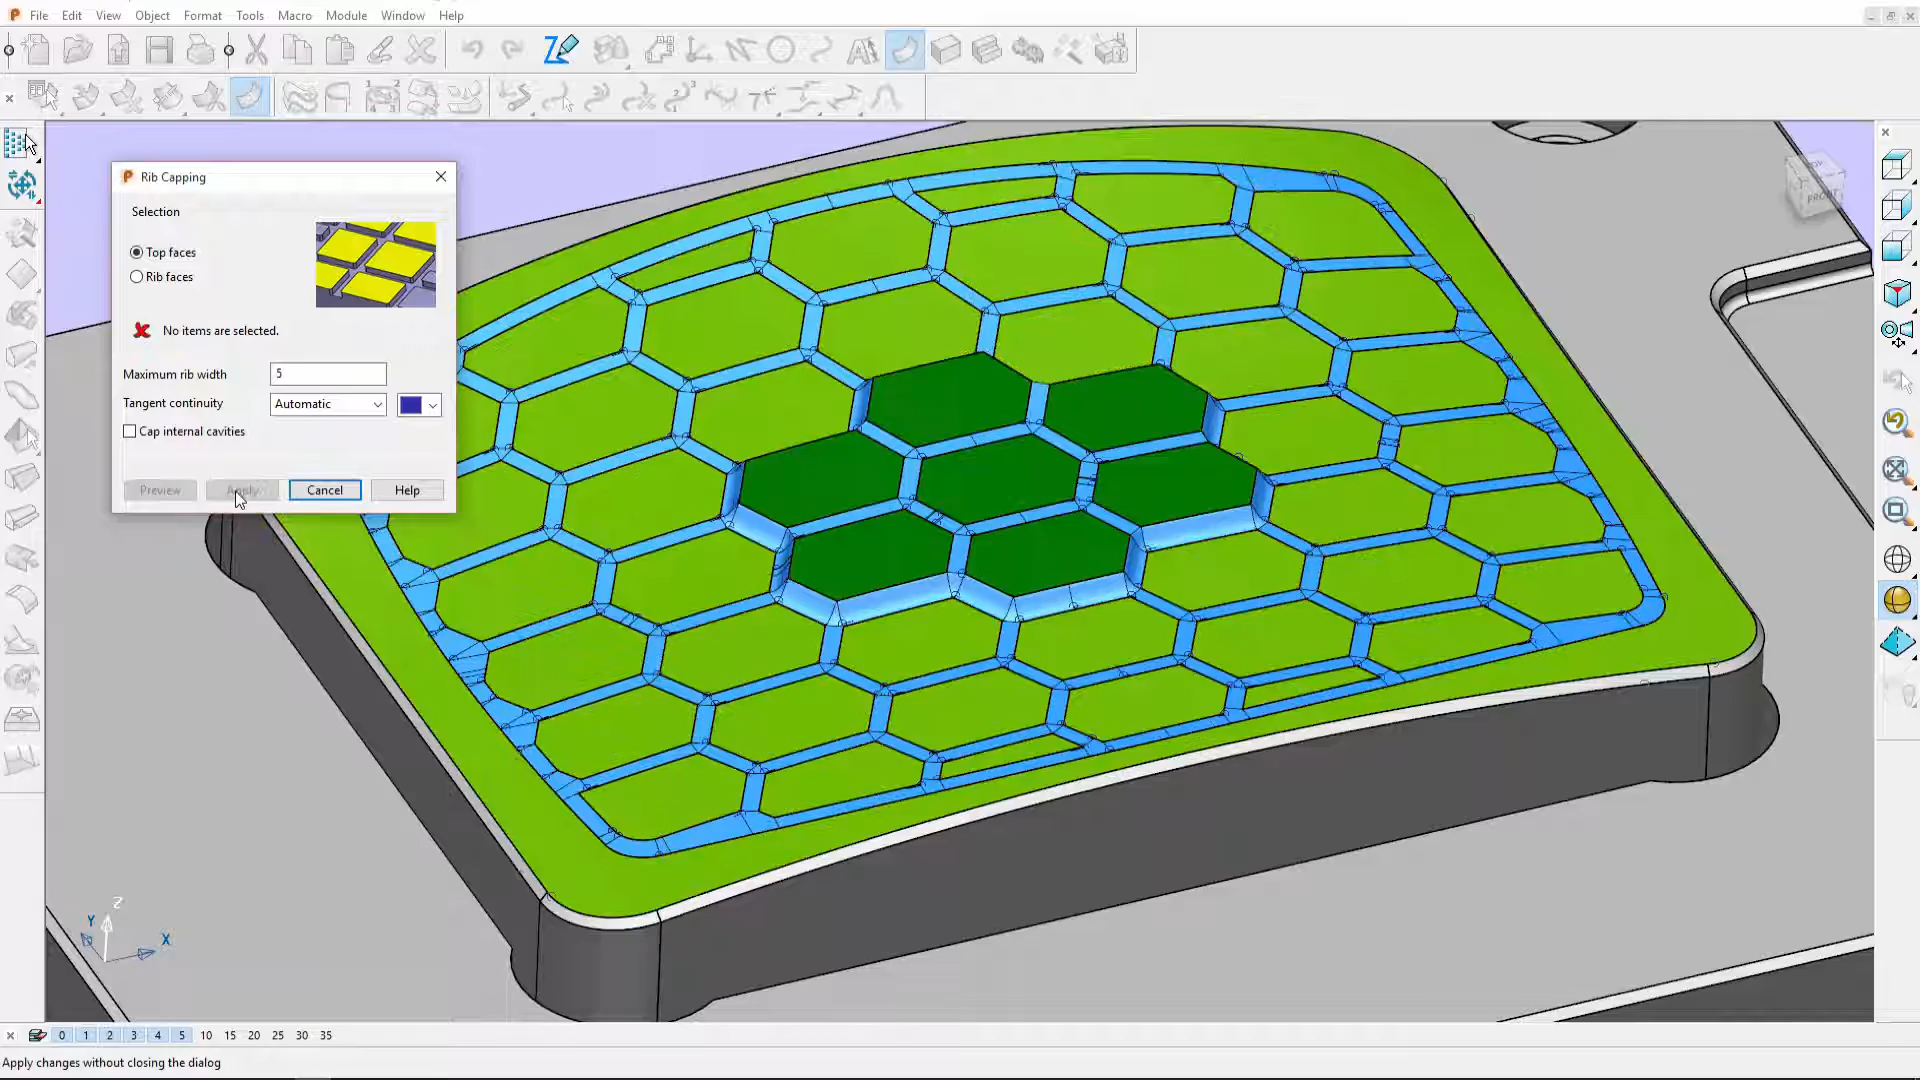 File Edit View Object Format Tools Macro Module Window Help
Rib Capping
Selection
Top faces
Rib faces
No items are selected.
Maximum rib width 5
Tangent continuity Automatic
Cap internal cavities
Preview Apply Cancel Help
FRONT
Z
Y
X
0 1 2 3 4 5 10 15 20 25 30 35
Apply changes without closing the dialog